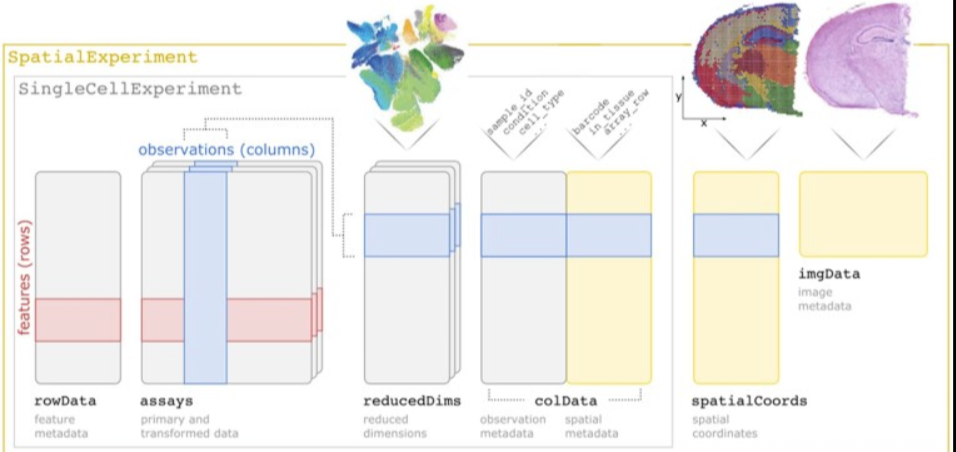 SpatialExperiment
SingleCellExperiment
sample_id
condition
cell_type
...
barcode
in_tissue
array_row
...
y
x
observations (columns)
features (rows)
rowData
feature
metadata
assays
primary and
transformed data
reducedDims
reduced
dimensions
colData
observation
metadata
spatial
metadata
spatialCoords
spatial
coordinates
imgData
image
metadata